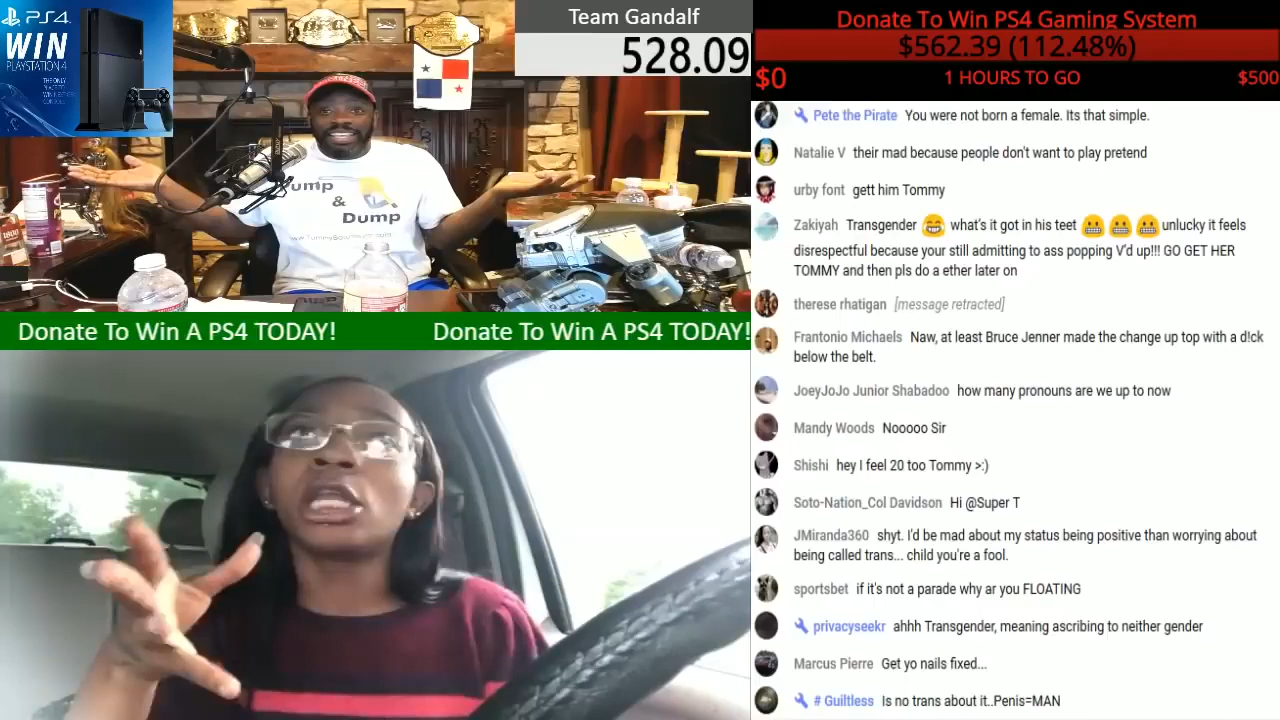 PS4
WIN
PLAYSTATION 4
Team Gandalf
528.09
Donate To Win PS4 Gaming System
$562.39 (112.48%)
$0
1 HOURS TO GO
$500
ump
&
Dump
Donate To Win A PS4 TODAY!
Donate To Win A PS4 TODAY!
Pete the Pirate You were not born a female. Its that simple.
Natalie V their mad because people don't want to play pretend
urby font gett him Tommy
Zakiyah Transgender 😂 what's it got in his teet 😬 😬 😬 unlucky it feels
disrespectful because your still admitting to ass popping V'd up!!! GO GET HER
TOMMY and then pls do a ether later on
therese rhatigan [message retracted]
Frantonio Michaels Naw, at least Bruce Jenner made the change up top with a d!ck
below the belt.
JoeyJoJo Junior Shabadoo how many pronouns are we up to now
Mandy Woods Nooooo Sir
Shishi hey I feel 20 too Tommy >:)
Soto-Nation_Col Davidson Hi @Super T
JMiranda360 shyt. I'd be mad about my status being positive than worrying about
being called trans... child you're a fool.
sportsbet if it's not a parade why ar you FLOATING
privacyseekr ahhh Transgender, meaning ascribing to neither gender
Marcus Pierre Get yo nails fixed...
# Guiltless Is no trans about it..Penis=MAN